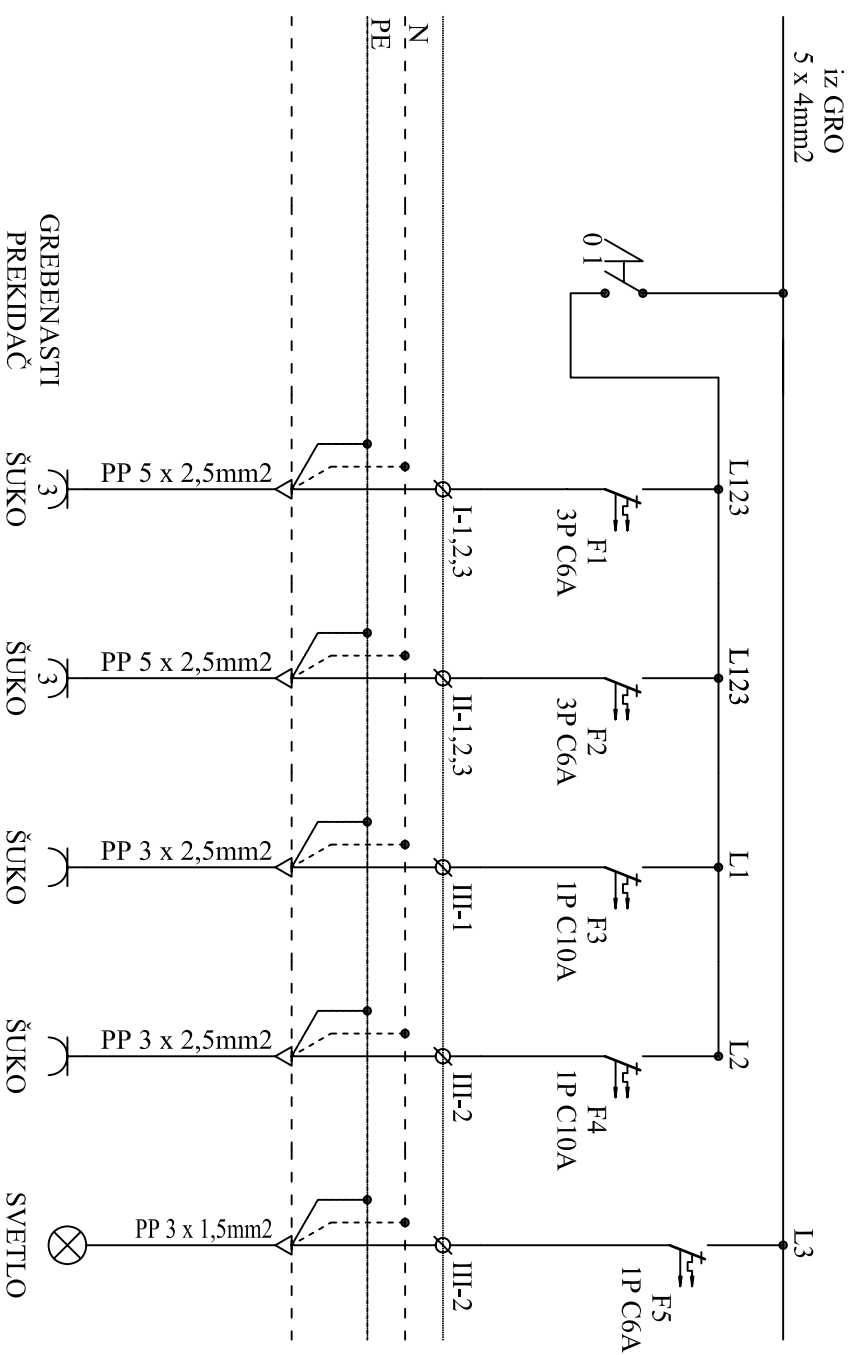 iz GRO
5 x 4mm2
L123
L123
L1
L2
L3
0 1
F1
3P C6A
F2
3P C6A
F3
1P C10A
F4
1P C10A
F5
1P C6A
I-1,2,3
II-1,2,3
III-1
III-2
III-2
N
PE
PP 5 x 2,5mm2
PP 5 x 2,5mm2
PP 3 x 2,5mm2
PP 3 x 2,5mm2
PP 3 x 1,5mm2
3
3
GREBENASTI
PREKIDAČ
ŠUKO
ŠUKO
ŠUKO
ŠUKO
SVETLO